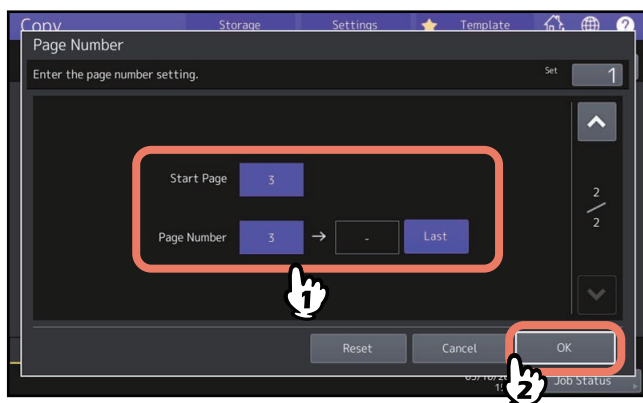 Copy Storage Settings Template ?
Page Number
Enter the page number setting. Set 1
Start Page 3
2
Page Number 3 → - Last
2
1
Reset Cancel OK
2 Job Status